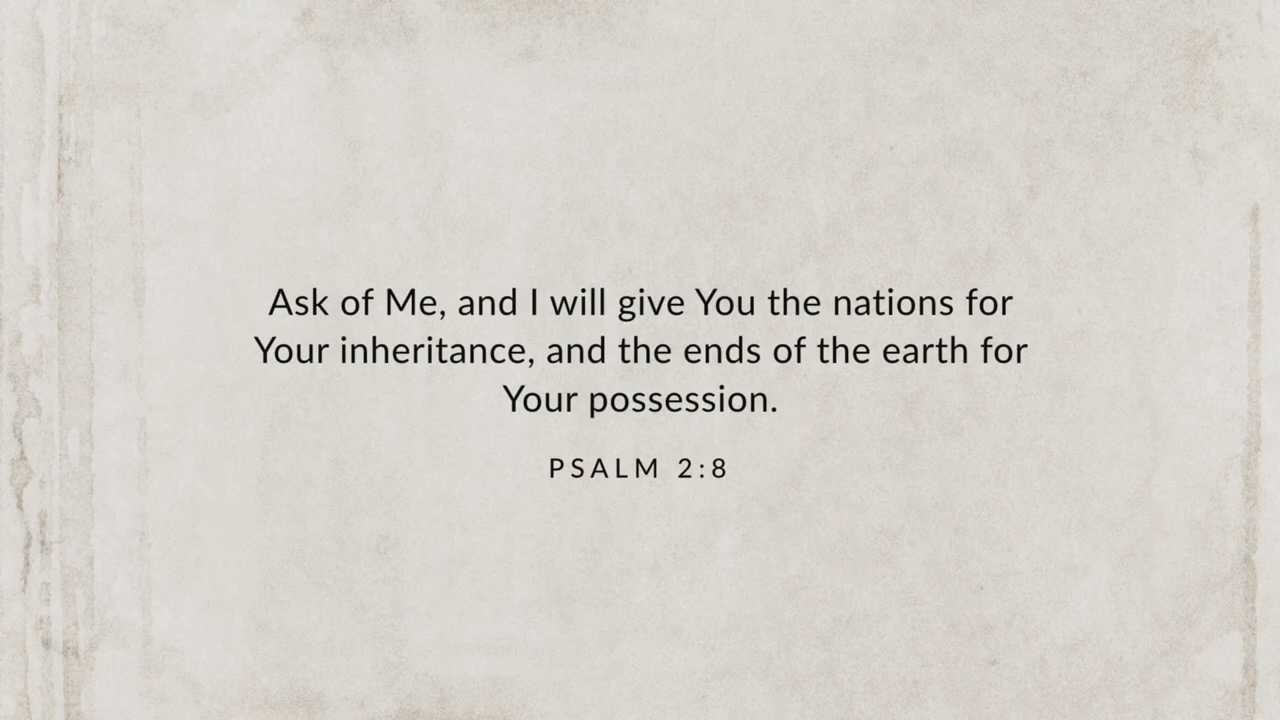 Ask of Me, and I will give You the nations for
Your inheritance, and the ends of the earth for
Your possession.
PSALM 2:8